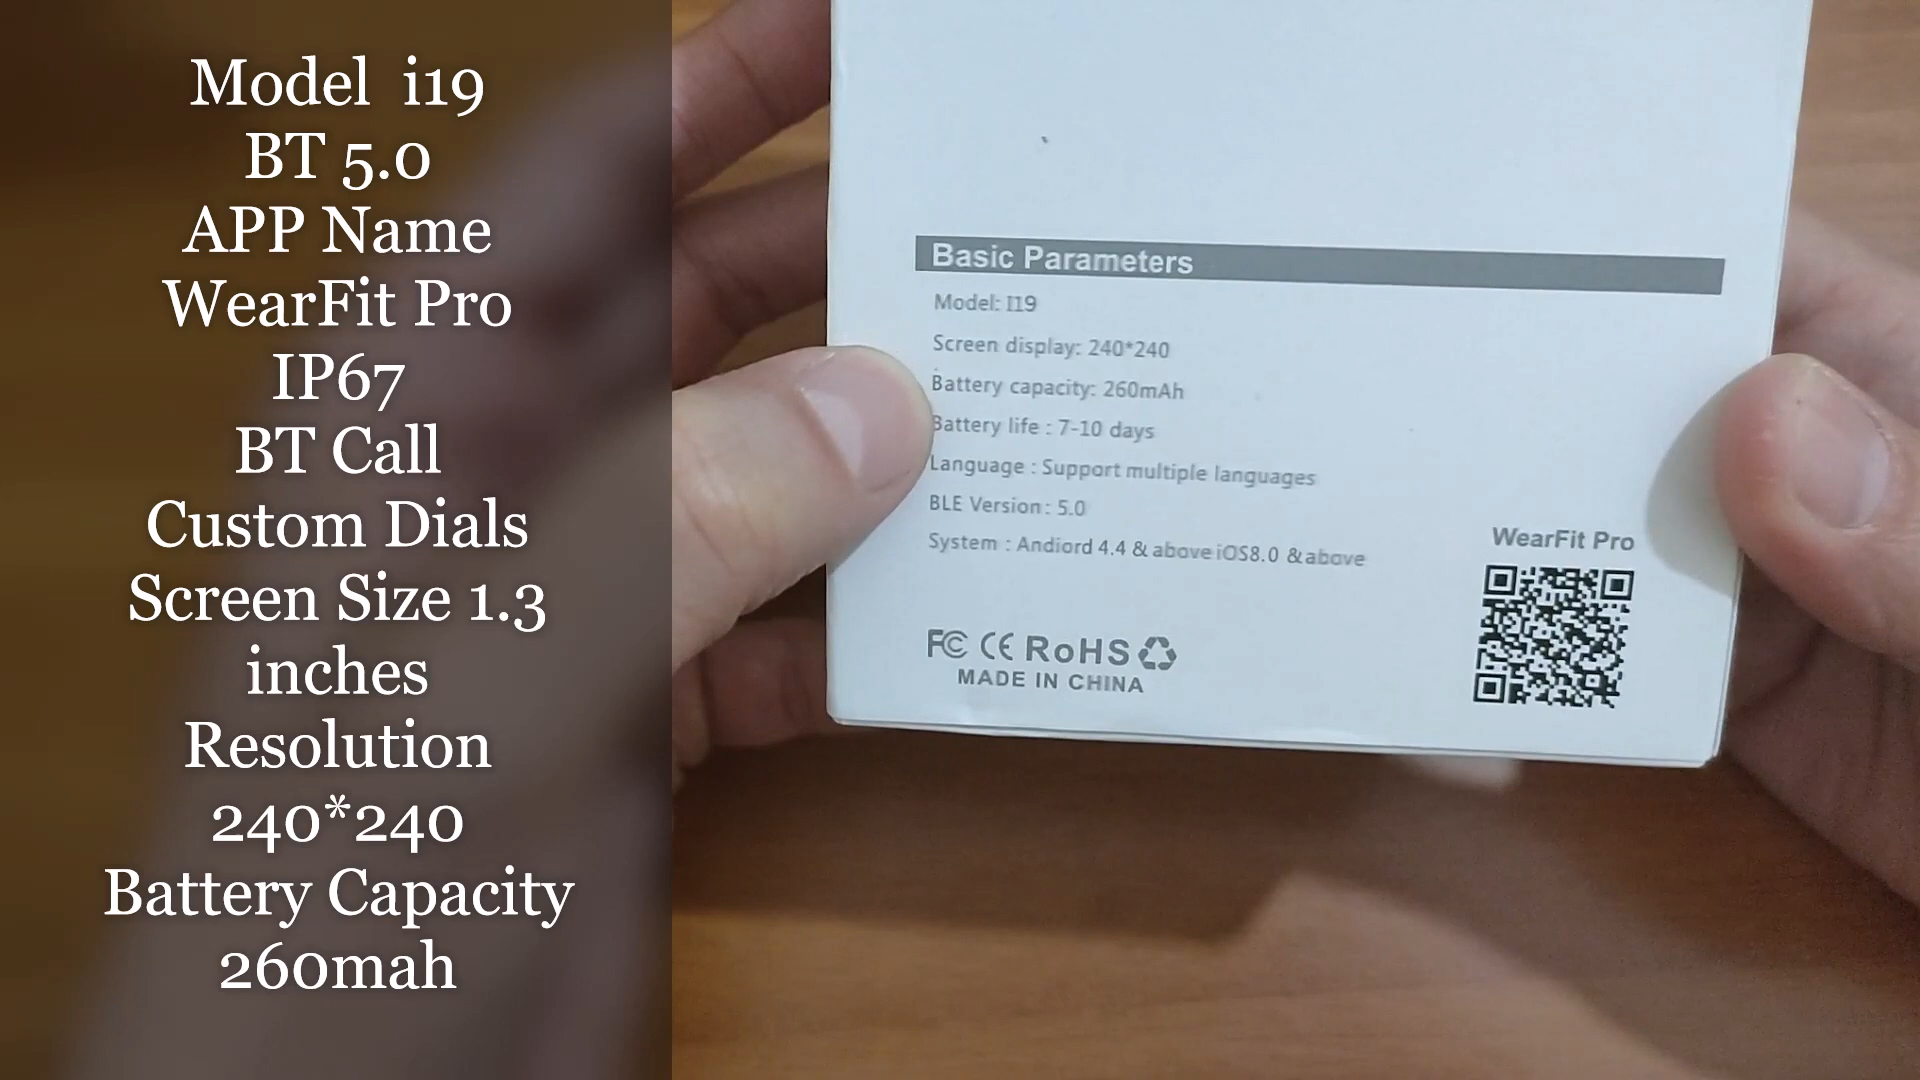 Model i19
BT 5.0
APP Name
WearFit Pro
IP67
BT Call
Custom Dials
Screen Size 1.3
inches
Resolution
240*240
Battery Capacity
260mah
Basic Parameters
Model: I19
Screen display: 240*240
Battery capacity: 260mAh
Battery life : 7-10 days
Language : Support multiple languages
BLE Version : 5.0
System : Andiord 4.4 & above iOS8.0 & above
WearFit Pro
FC CE RoHS
MADE IN CHINA